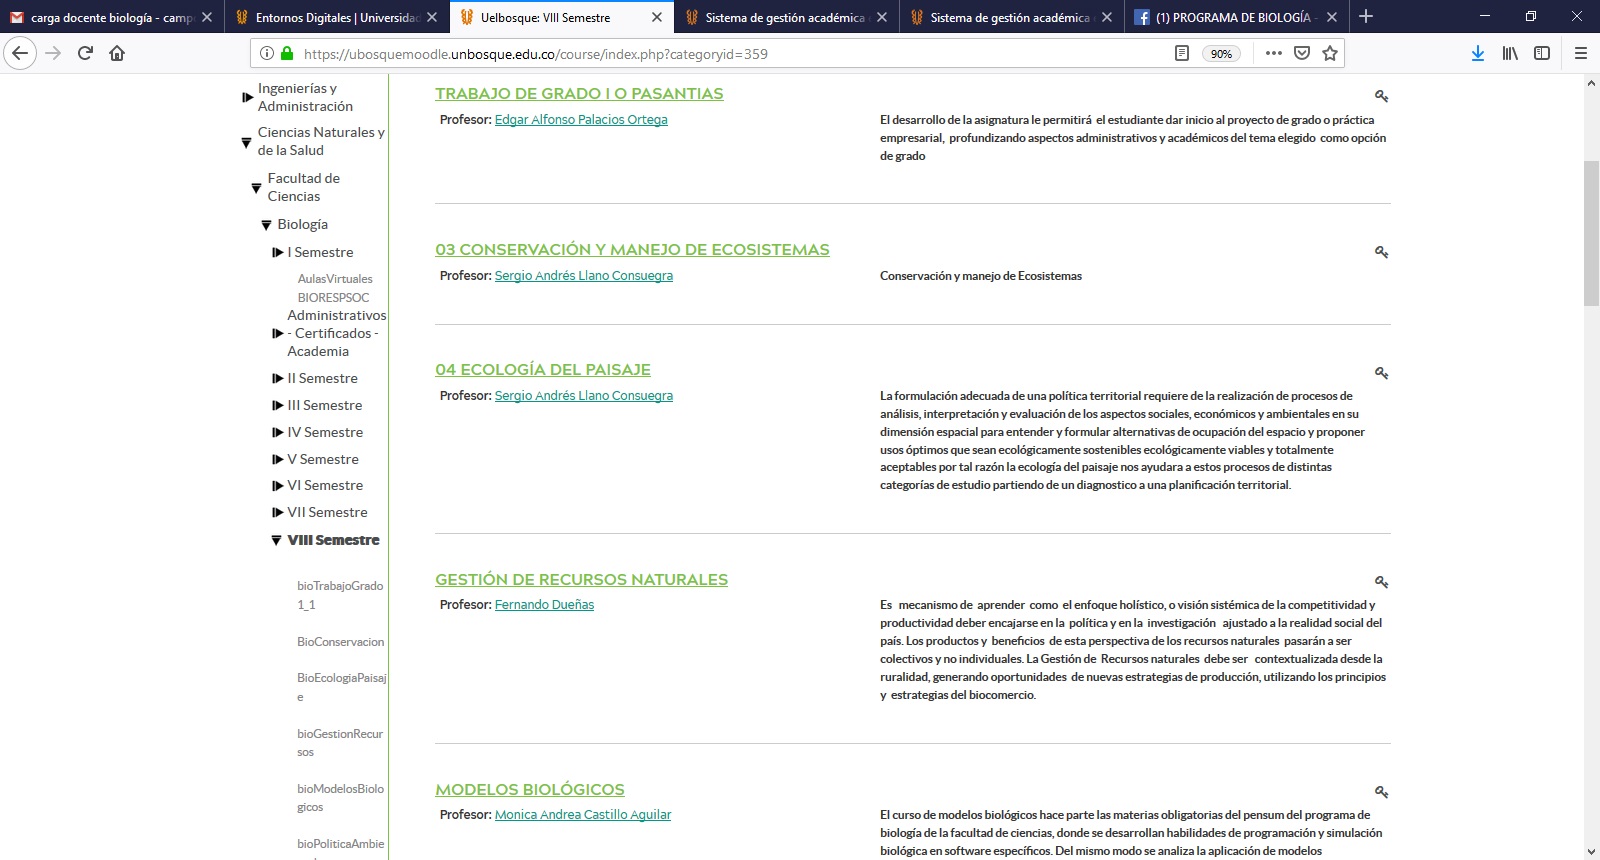 carga docente biología - camp
Entornos Digitales | Universidad
Uelbosque: VIII Semestre
Sistema de gestión académica
Sistema de gestión académica
(1) PROGRAMA DE BIOLOGÍA -
https://ubosquemoodle.unbosque.edu.co/course/index.php?categoryid=359
90%
Ingenierías y
Administración
Ciencias Naturales y
de la Salud
Facultad de
Ciencias
Biología
I Semestre
AulasVirtuales
BIORESPSOC
Administrativos
- Certificados -
Academia
II Semestre
III Semestre
IV Semestre
V Semestre
VI Semestre
VII Semestre
VIII Semestre
bioTrabajoGrado
1_1
BioConservacion
BioEcologiaPaisaj
e
bioGestionRecur
sos
bioModelosBiolo
gicos
bioPoliticaAmbie
TRABAJO DE GRADO I O PASANTIAS
Profesor: Edgar Alfonso Palacios Ortega
El desarrollo de la asignatura le permitirá el estudiante dar inicio al proyecto de grado o práctica
empresarial, profundizando aspectos administrativos y académicos del tema elegido como opción
de grado
03 CONSERVACIÓN Y MANEJO DE ECOSISTEMAS
Profesor: Sergio Andrés Llano Consuegra
Conservación y manejo de Ecosistemas
04 ECOLOGÍA DEL PAISAJE
Profesor: Sergio Andrés Llano Consuegra
La formulación adecuada de una política territorial requiere de la realización de procesos de
análisis, interpretación y evaluación de los aspectos sociales, económicos y ambientales en su
dimensión espacial para entender y formular alternativas de ocupación del espacio y proponer
usos óptimos que sean ecológicamente sostenibles ecológicamente viables y totalmente
aceptables por tal razón la ecología del paisaje nos ayudara a estos procesos de distintas
categorías de estudio partiendo de un diagnostico a una planificación territorial.
GESTIÓN DE RECURSOS NATURALES
Profesor: Fernando Dueñas
Es mecanismo de aprender como el enfoque holístico, o visión sistémica de la competitividad y
productividad deber encajarse en la política y en la investigación ajustado a la realidad social del
país. Los productos y beneficios de esta perspectiva de los recursos naturales pasarán a ser
colectivos y no individuales. La Gestión de Recursos naturales debe ser contextualizada desde la
ruralidad, generando oportunidades de nuevas estrategias de producción, utilizando los principios
y estrategias del biocomercio.
MODELOS BIOLÓGICOS
Profesor: Monica Andrea Castillo Aguilar
El curso de modelos biológicos hace parte las materias obligatorias del pensum del programa de
biología de la facultad de ciencias, donde se desarrollan habilidades de programación y simulación
biológica en software específicos. Del mismo modo se analiza la aplicación de modelos